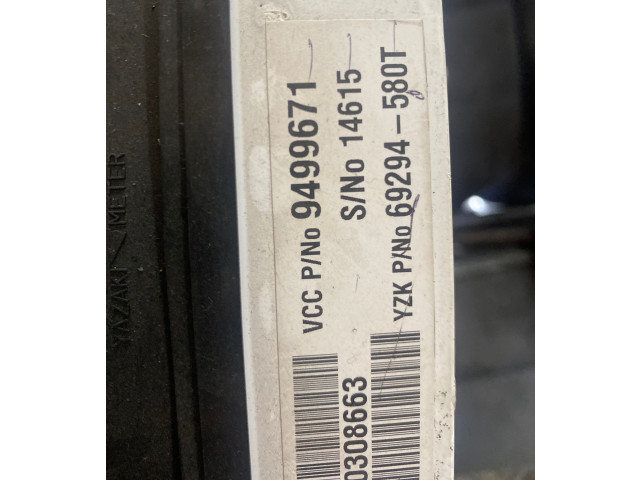 YAZAKI METER
VCC P/No 9499671
S/No 14615
0308663
YZK P/No 69294-580T